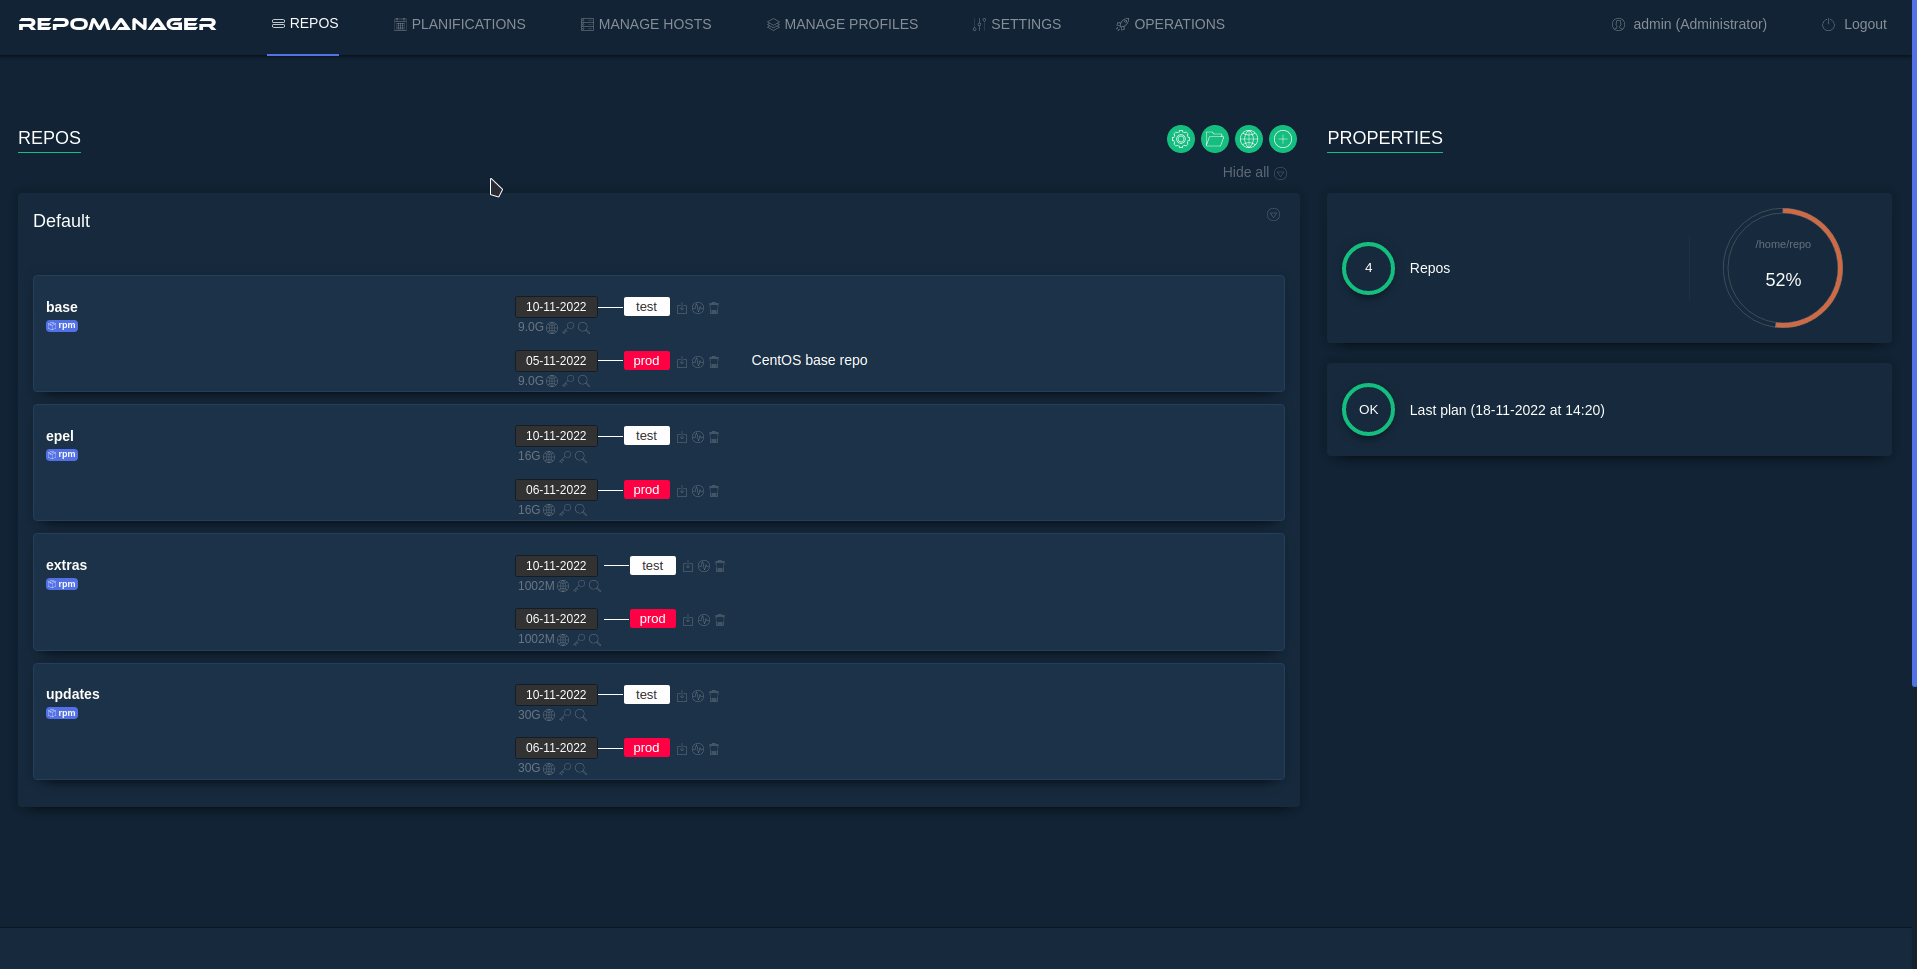 REPOMANAGER REPOS PLANIFICATIONS MANAGE HOSTS MANAGE PROFILES SETTINGS OPERATIONS admin (Administrator) Logout
REPOS
Hide all
Default
base
rpm
10-11-2022 test
9.0G
05-11-2022 prod CentOS base repo
9.0G
epel
rpm
10-11-2022 test
16G
06-11-2022 prod
16G
extras
rpm
10-11-2022 test
1002M
06-11-2022 prod
1002M
updates
rpm
10-11-2022 test
30G
06-11-2022 prod
30G
PROPERTIES
4 Repos
/home/repo
52%
OK Last plan (18-11-2022 at 14:20)